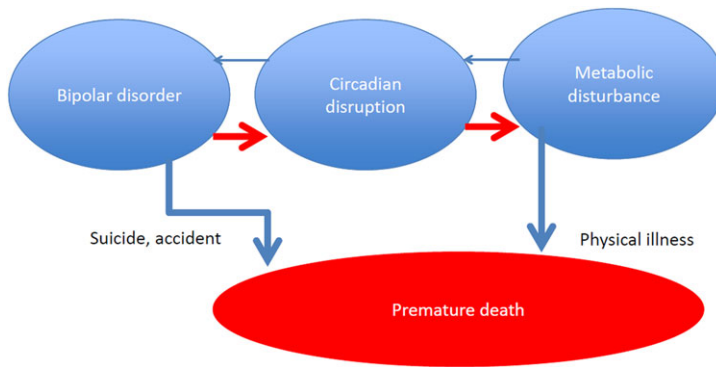 Bipolar disorder
Circadian
disruption
Metabolic
disturbance
Suicide, accident
Physical illness
Premature death